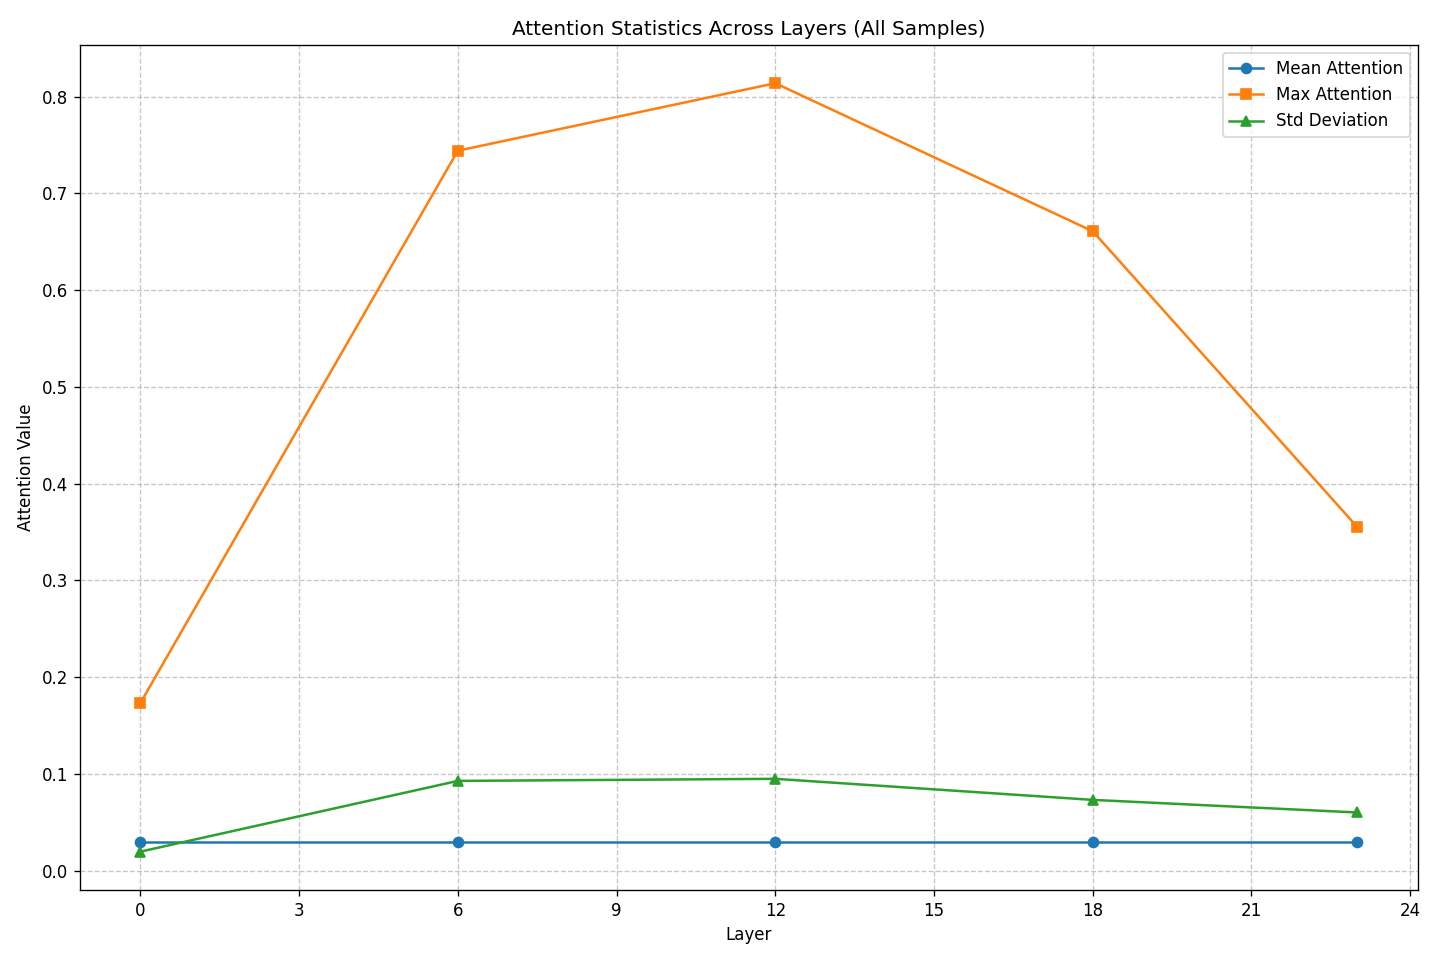 Attention Statistics Across Layers (All Samples)
Mean Attention
Max Attention
Std Deviation
Attention Value
0.8
0.7
0.6
0.5
0.4
0.3
0.2
0.1
0.0
0 3 6 9 12 15 18 21 24
Layer